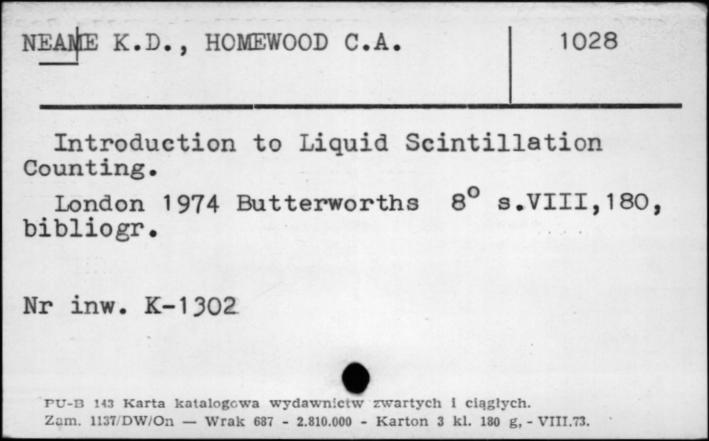 NEAME K.D., HOMEWOOD C.A. 1028
Introduction to Liquid Scintillation
Counting.
London 1974 Butterworths 8° s.VIII,180,
bibliogr.
Nr inw. K-1302
PU-B 143 Karta katalogowa wydawnictw zwartych i ciągłych.
Zam. 1137/DW/On — Wrak 687 - 2.810.000 - Karton 3 kl. 180 g, - VIII.73.